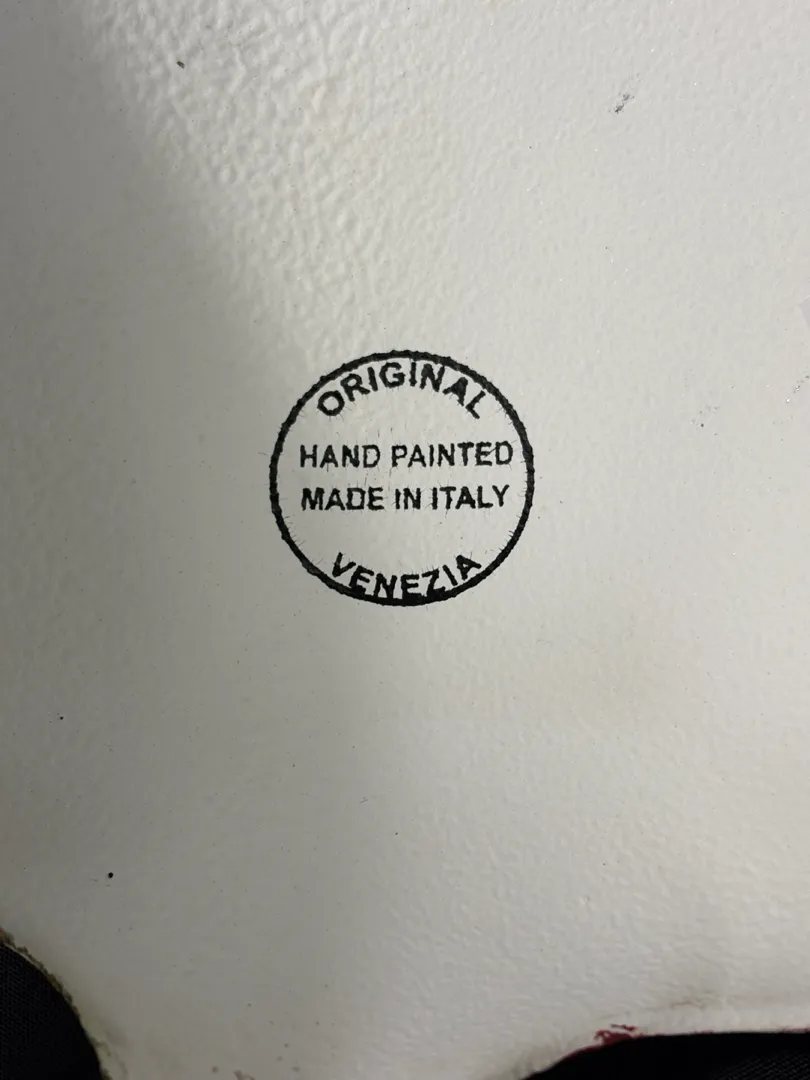 ORIGINAL
HAND PAINTED
MADE IN ITALY
VENEZIA